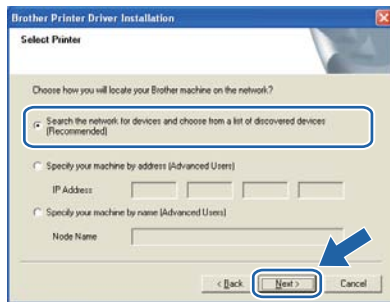 Brother Printer Driver Installation
Select Printer
Choose how you will locate your Brother machine on the network?
Search the network for devices and choose from a list of discovered devices
(Recommended)
Specify your machine by address (Advanced Users)
IP Address
Specify your machine by name (Advanced Users)
Node Name
< Back
Next >
Cancel